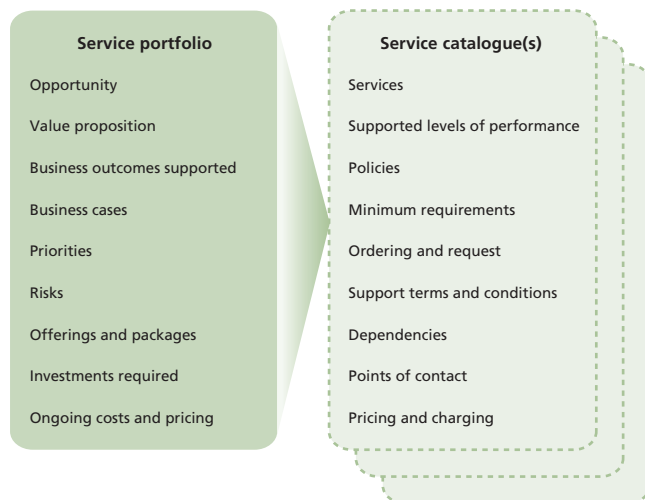 Service portfolio
Opportunity
Value proposition
Business outcomes supported
Business cases
Priorities
Risks
Offerings and packages
Investments required
Ongoing costs and pricing
Service catalogue(s)
Services
Supported levels of performance
Policies
Minimum requirements
Ordering and request
Support terms and conditions
Dependencies
Points of contact
Pricing and charging